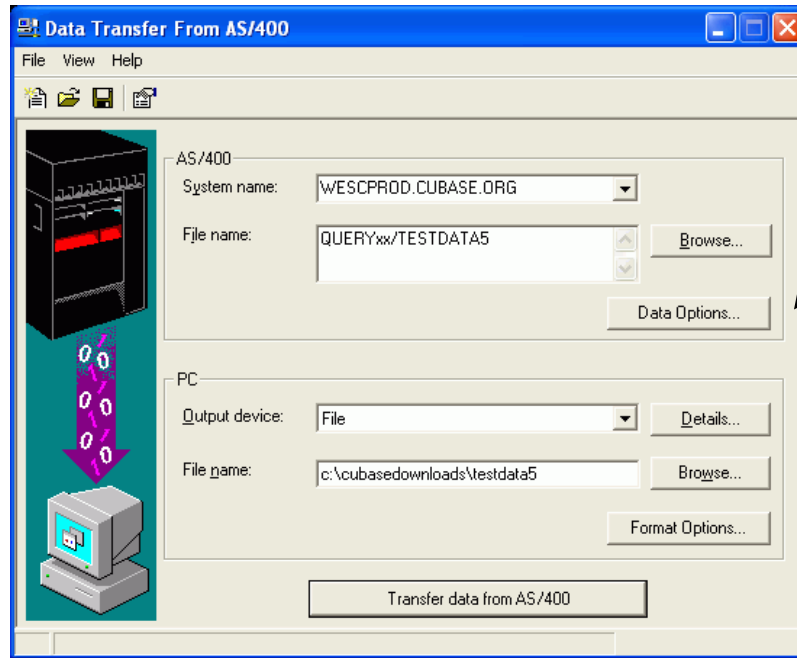 Data Transfer From AS/400
File View Help
AS/400
System name: WESCPROD.CUBASE.ORG
File name: QUERYxx/TESTDATA5 Browse...
Data Options...
PC
Output device: File Details...
File name: c:\cubasedownloads\testdata5 Browse...
Format Options...
Transfer data from AS/400